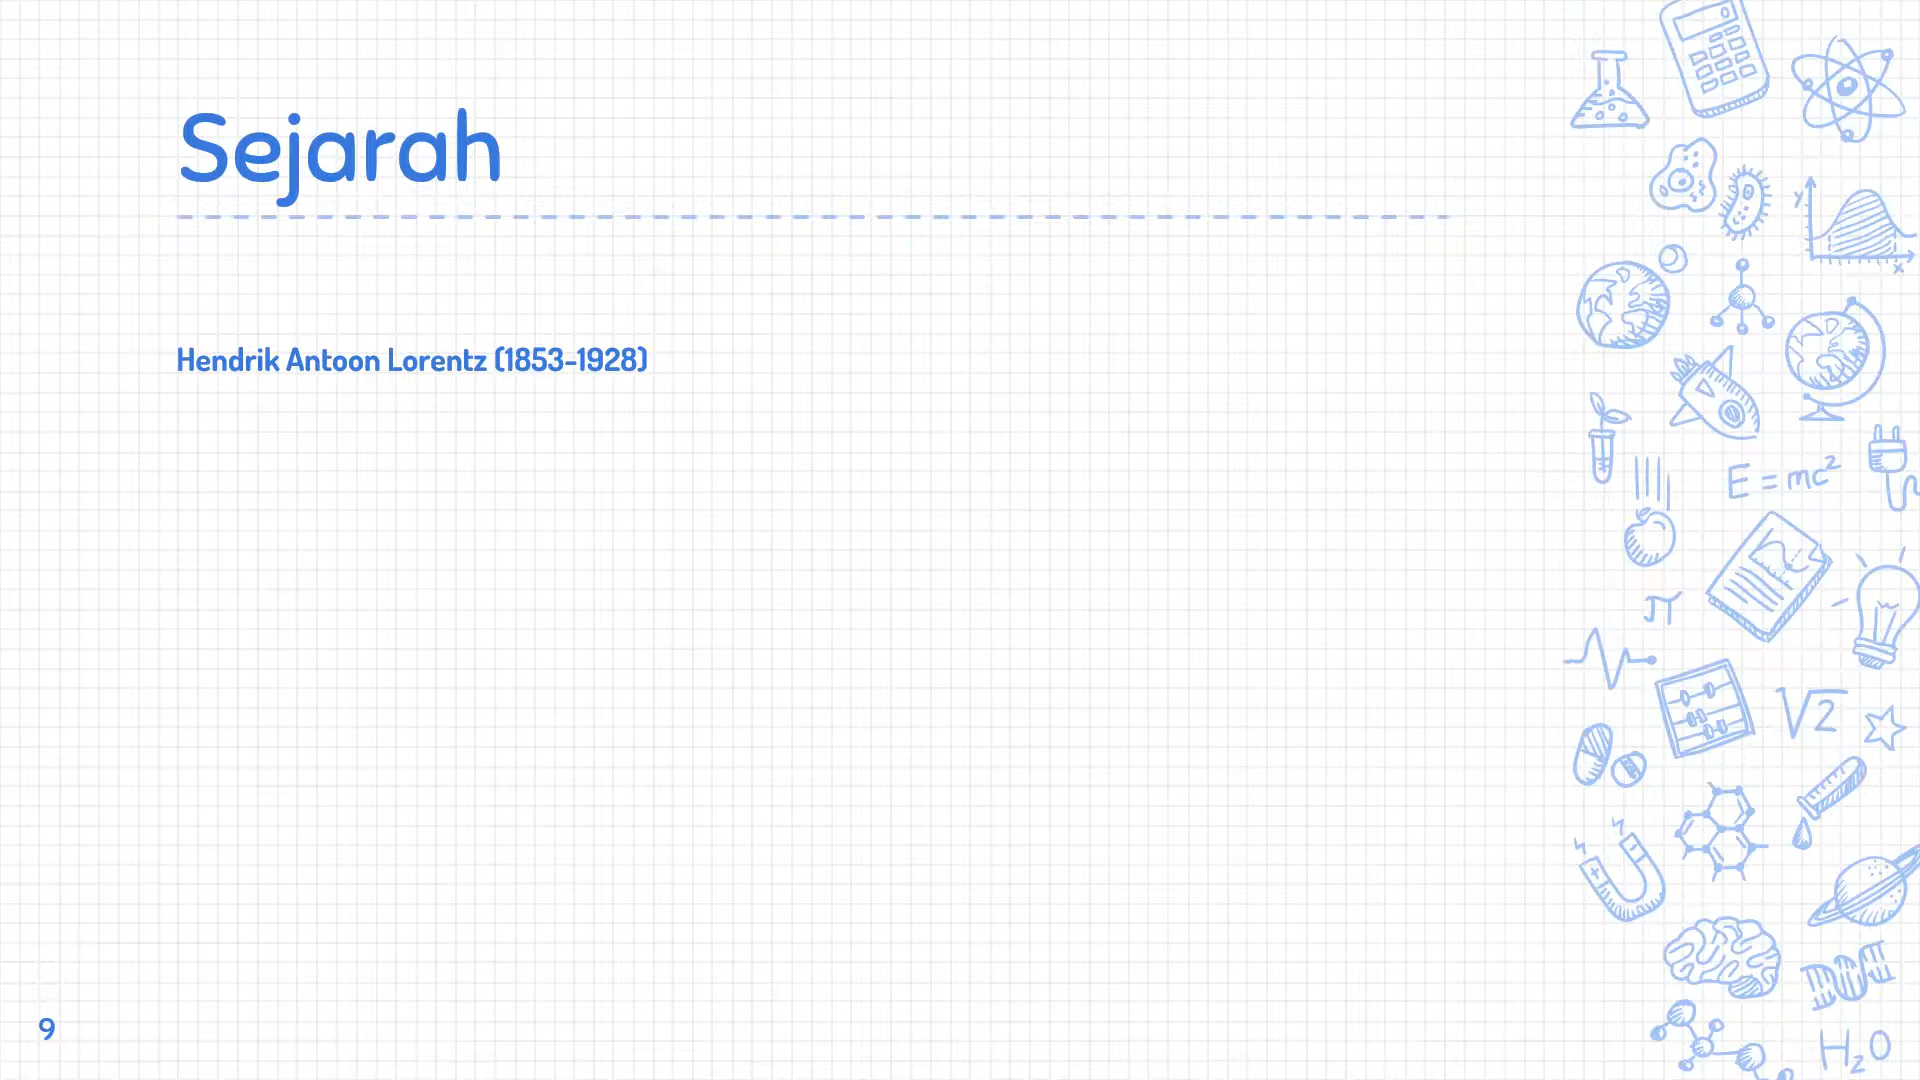 Sejarah
Hendrik Antoon Lorentz (1853-1928)
9
y
x
E = mc²
π
√2
H₂O